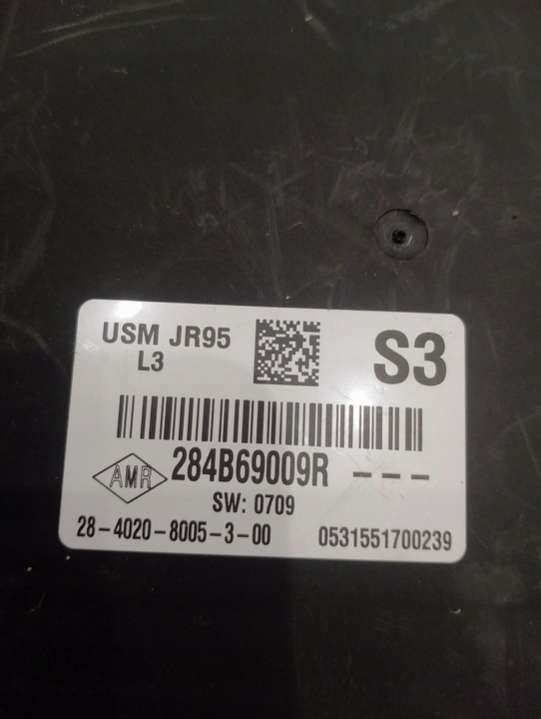 USM JR95
L3
S3
AMR
284B69009R ---
SW: 0709
28-4020-8005-3-00
0531551700239